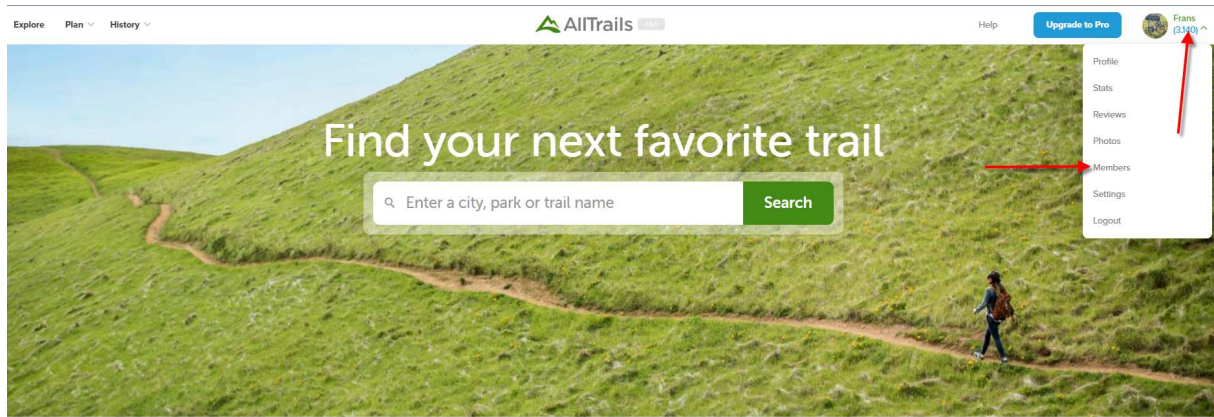 Explore Plan History
AllTrails PRO
Help Upgrade to Pro
Frans
(3.140)
Profile
Stats
Reviews
Photos
Members
Settings
Logout
Find your next favorite trail
Enter a city, park or trail name Search